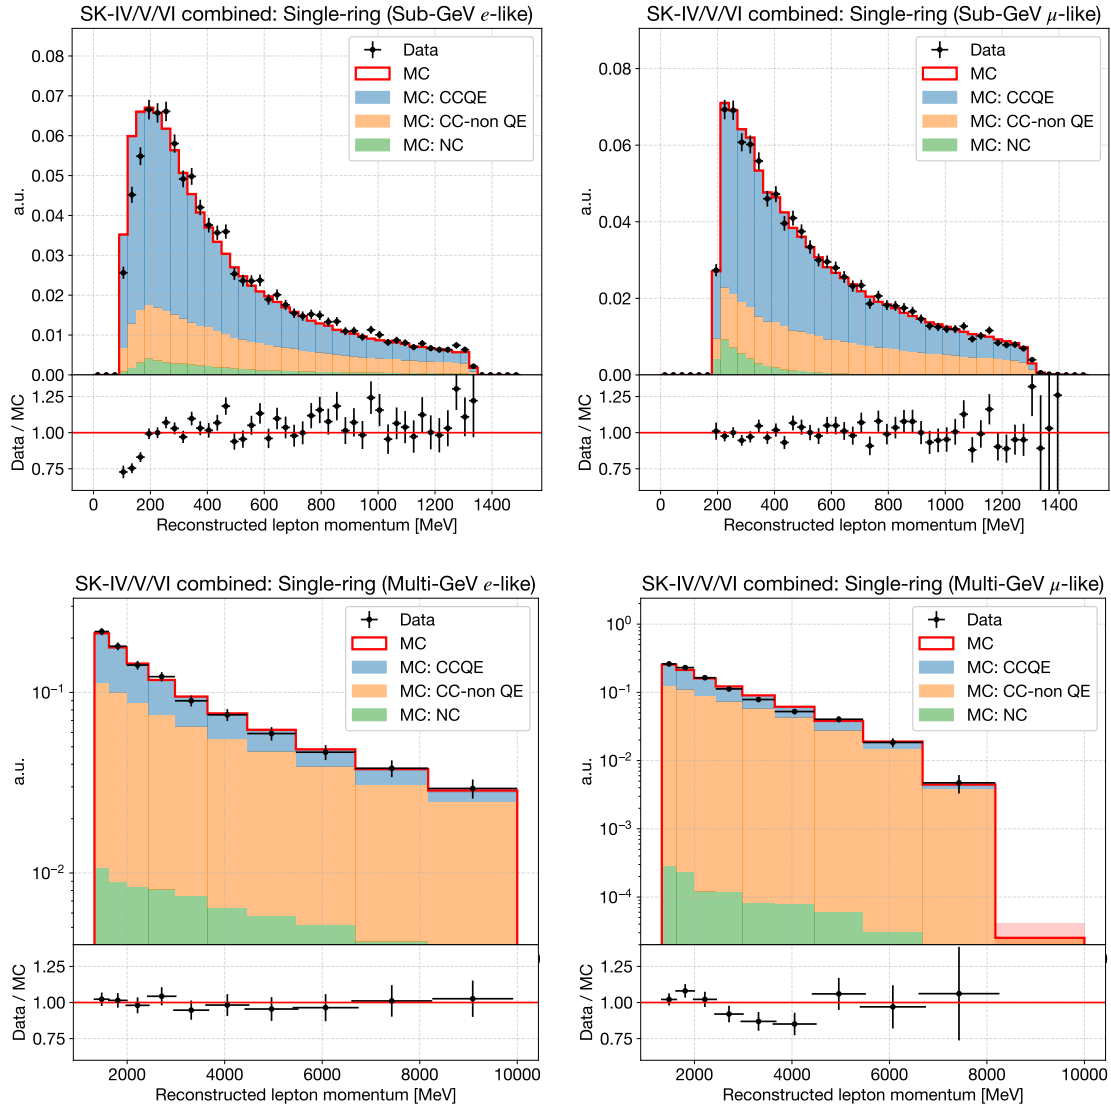 SK-IV/V/VI combined: Single-ring (Sub-GeV e-like)
Data
MC
MC: CCQE
MC: CC-non QE
MC: NC
a.u.
0.08
0.07
0.06
0.05
0.04
0.03
0.02
0.01
0.00
Data / MC
1.25
1.00
0.75
0 200 400 600 800 1000 1200 1400
Reconstructed lepton momentum [MeV]
SK-IV/V/VI combined: Single-ring (Sub-GeV μ-like)
Data
MC
MC: CCQE
MC: CC-non QE
MC: NC
a.u.
0.08
0.06
0.04
0.02
0.00
Data / MC
1.25
1.00
0.75
0 200 400 600 800 1000 1200 1400
Reconstructed lepton momentum [MeV]
SK-IV/V/VI combined: Single-ring (Multi-GeV e-like)
Data
MC
MC: CCQE
MC: CC-non QE
MC: NC
a.u.
10⁻¹
10⁻²
Data / MC
1.25
1.00
0.75
2000 4000 6000 8000 10000
Reconstructed lepton momentum [MeV]
SK-IV/V/VI combined: Single-ring (Multi-GeV μ-like)
Data
MC
MC: CCQE
MC: CC-non QE
MC: NC
a.u.
10⁰
10⁻¹
10⁻²
10⁻³
10⁻⁴
Data / MC
1.25
1.00
0.75
2000 4000 6000 8000 10000
Reconstructed lepton momentum [MeV]